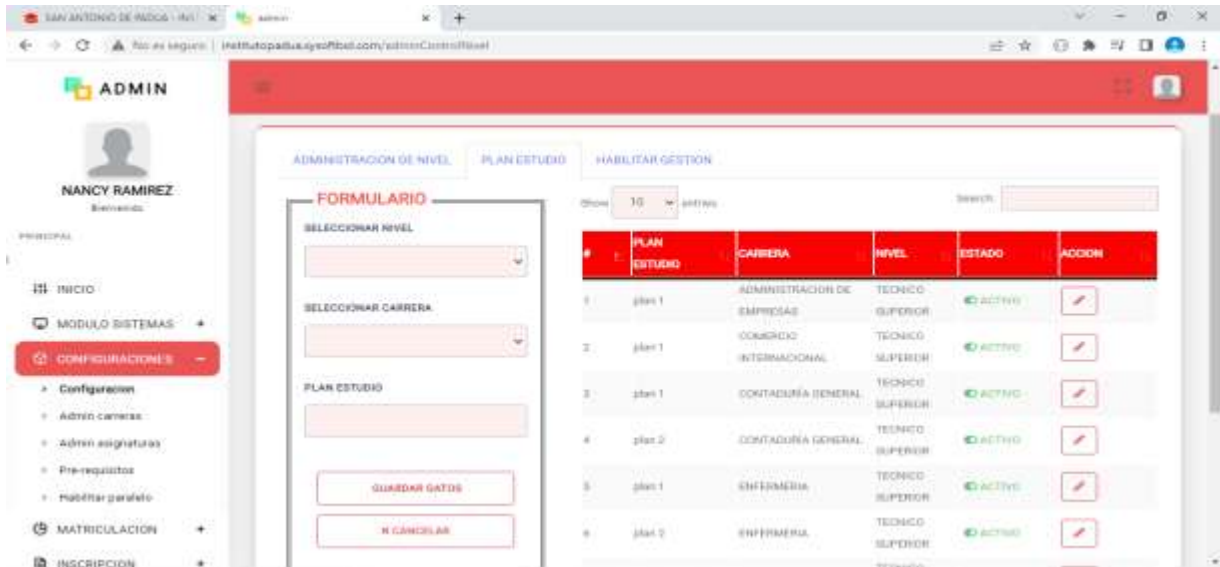 SAN ANTONIO DE PADUA - INST
admin
No es seguro | institutopadua.sysoftbol.com/adminControlNivel
ADMIN
NANCY RAMIREZ
Bienvenido
PRINCIPAL
INICIO
MODULO SISTEMAS +
CONFIGURACIONES −
Configuracion
Admin carreras
Admin asignaturas
Pre-requisitos
Habilitar paralelo
MATRICULACION +
INSCRIPCION +
ADMINISTRACION DE NIVEL PLAN ESTUDIO HABILITAR GESTION
FORMULARIO
SELECCIONAR NIVEL
SELECCIONAR CARRERA
PLAN ESTUDIO
GUARDAR GATOS
X CANCELAR
Show 10 entries
Search:
# PLAN ESTUDIO CARRERA NIVEL ESTADO ACCION
1 plan 1 ADMINISTRACION DE EMPRESAS TECNICO SUPERIOR ACTIVO
2 plan 1 COMERCIO INTERNACIONAL TECNICO SUPERIOR ACTIVO
3 plan 1 CONTADURÍA GENERAL TECNICO SUPERIOR ACTIVO
4 plan 2 CONTADURÍA GENERAL TECNICO SUPERIOR ACTIVO
5 plan 1 ENFERMERIA TECNICO SUPERIOR ACTIVO
6 plan 2 ENFERMERIA TECNICO SUPERIOR ACTIVO